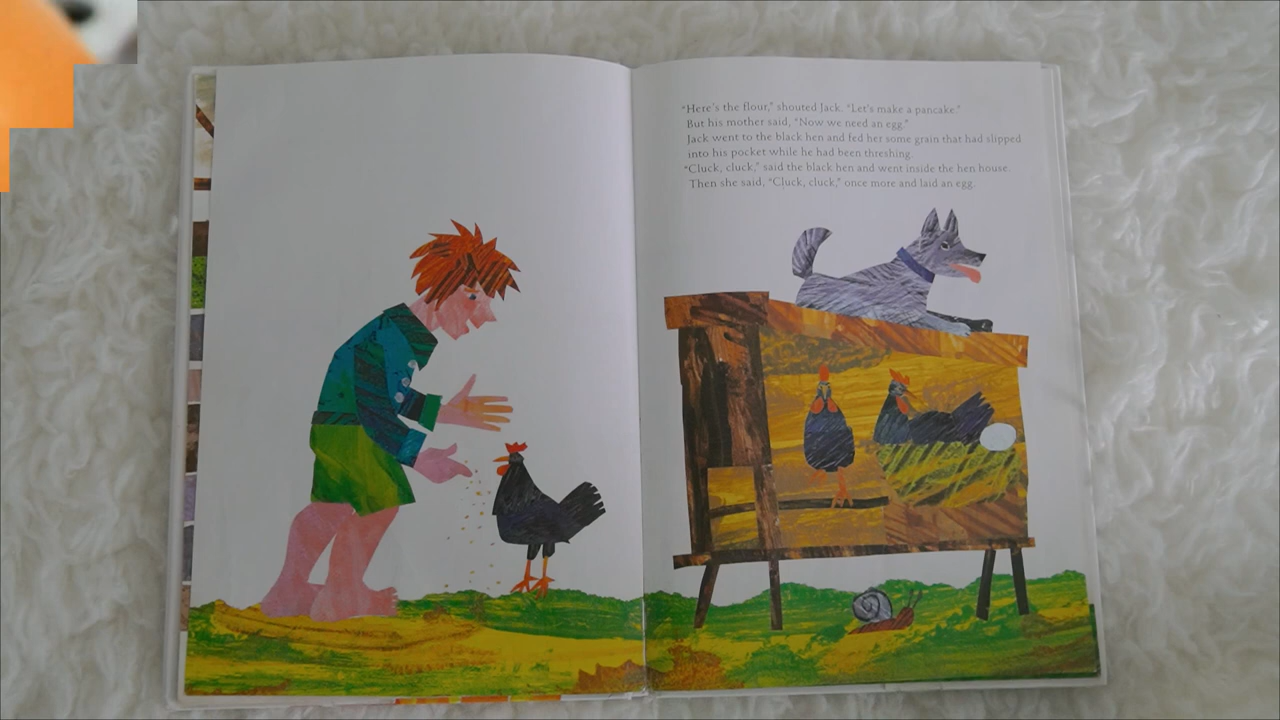 “Here’s the flour,” shouted Jack. “Let’s make a pancake.”
But his mother said, “Now we need an egg.”
Jack went to the black hen and fed her some grain that had slipped
into his pocket while he had been threshing.
“Cluck, cluck,” said the black hen and went inside the hen house.
Then she said, “Cluck, cluck,” once more and laid an egg.